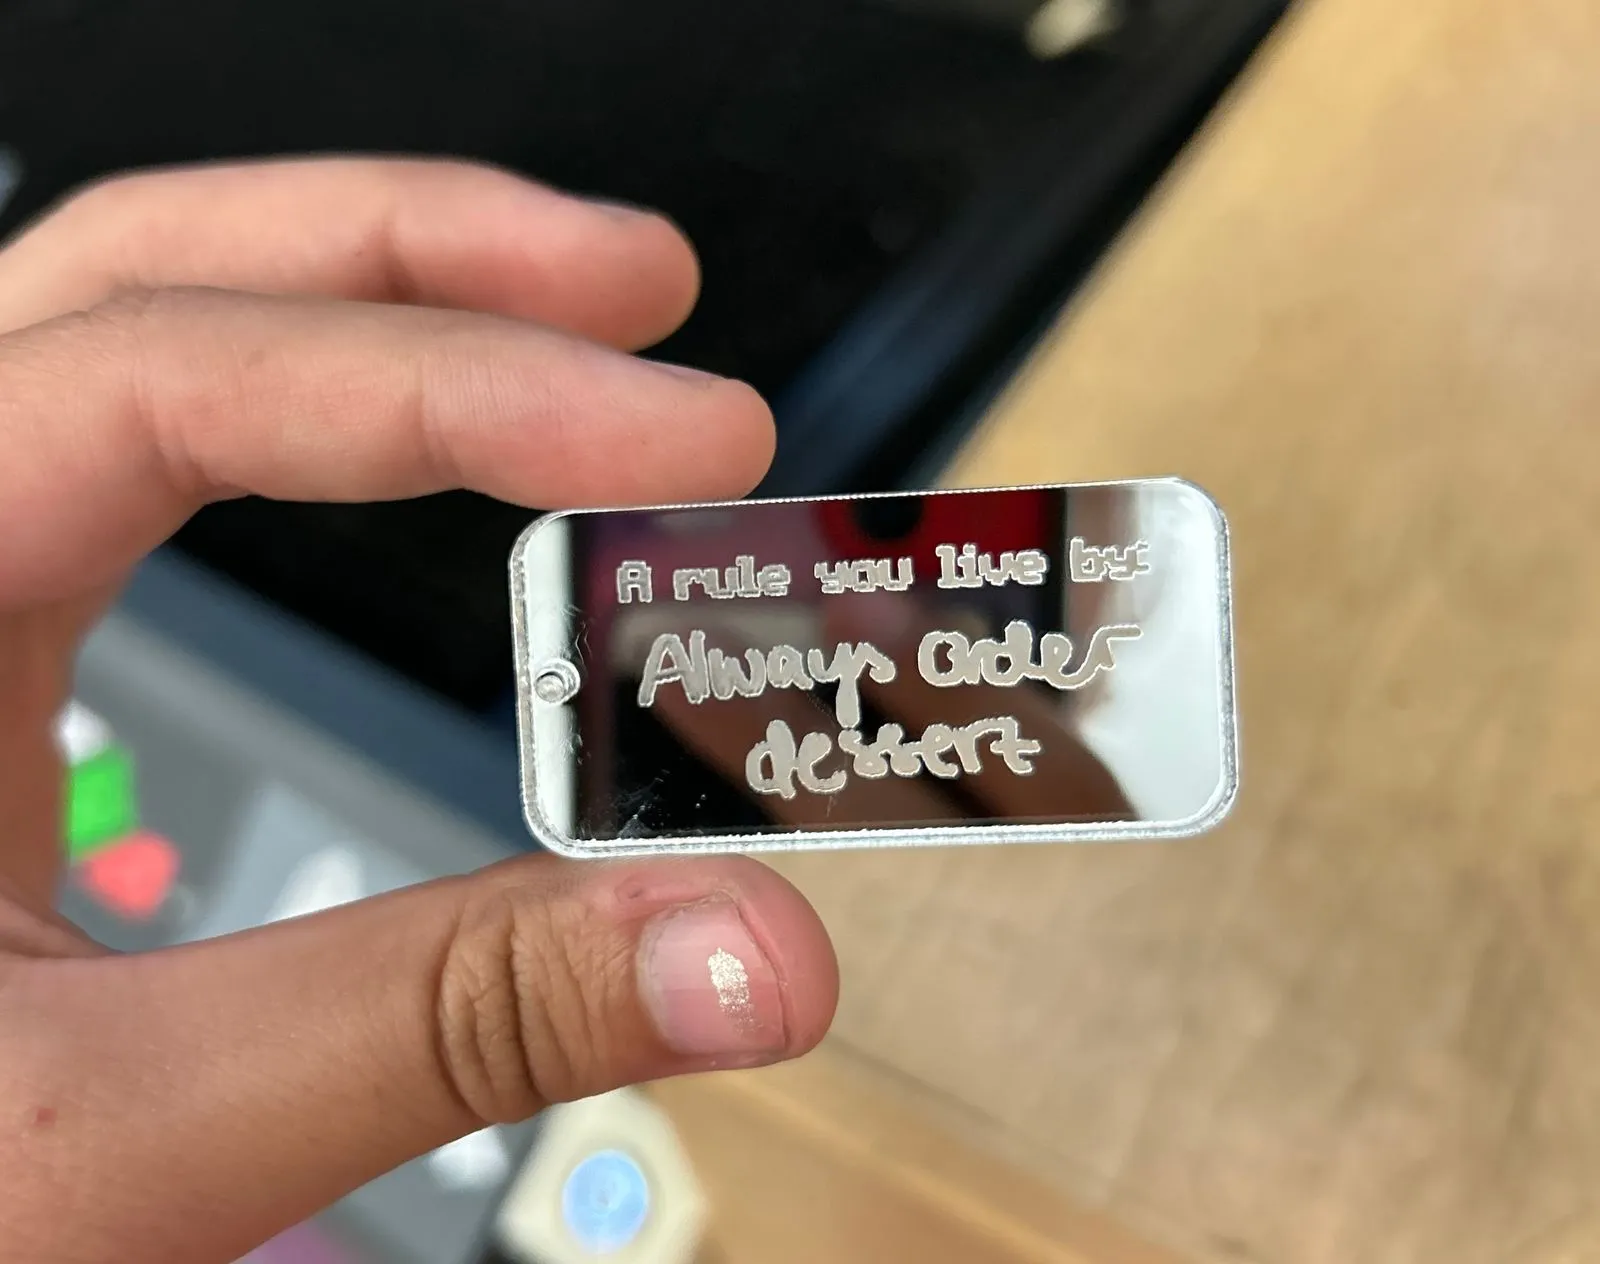 A rule you live by:
Always order
dessert